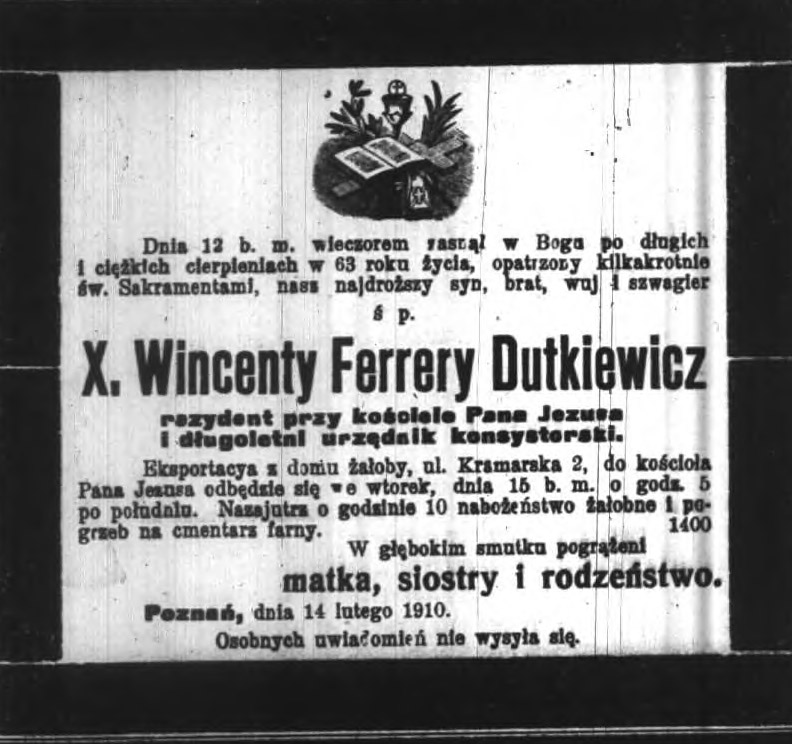 Dnia 12 b. m. wieczorem zasnął w Bogu po długich
i ciężkich cierpieniach w 63 roku życia, opatrzony kilkakrotnie
św. Sakramentami, nasz najdroższy syn, brat, wuj i szwagier
ś p.
X. Wincenty Ferrery Dutkiewicz
rezydent przy kościele Pana Jezusa
i długoletni urzędnik konsystorski.
Eksportacya z domu żałoby, ul. Kramarska 2, do kościoła
Pana Jezusa odbędzie się we wtorek, dnia 15 b. m. o godz. 5
po południu. Nazajutrz o godzinie 10 nabożeństwo żałobne i po-
grzeb na cmentarz farny. 1400
W głębokim smutku pogrążeni
matka, siostry i rodzeństwo.
Poznań, dnia 14 lutego 1910.
Osobnych uwiadomień nie wysyła się.